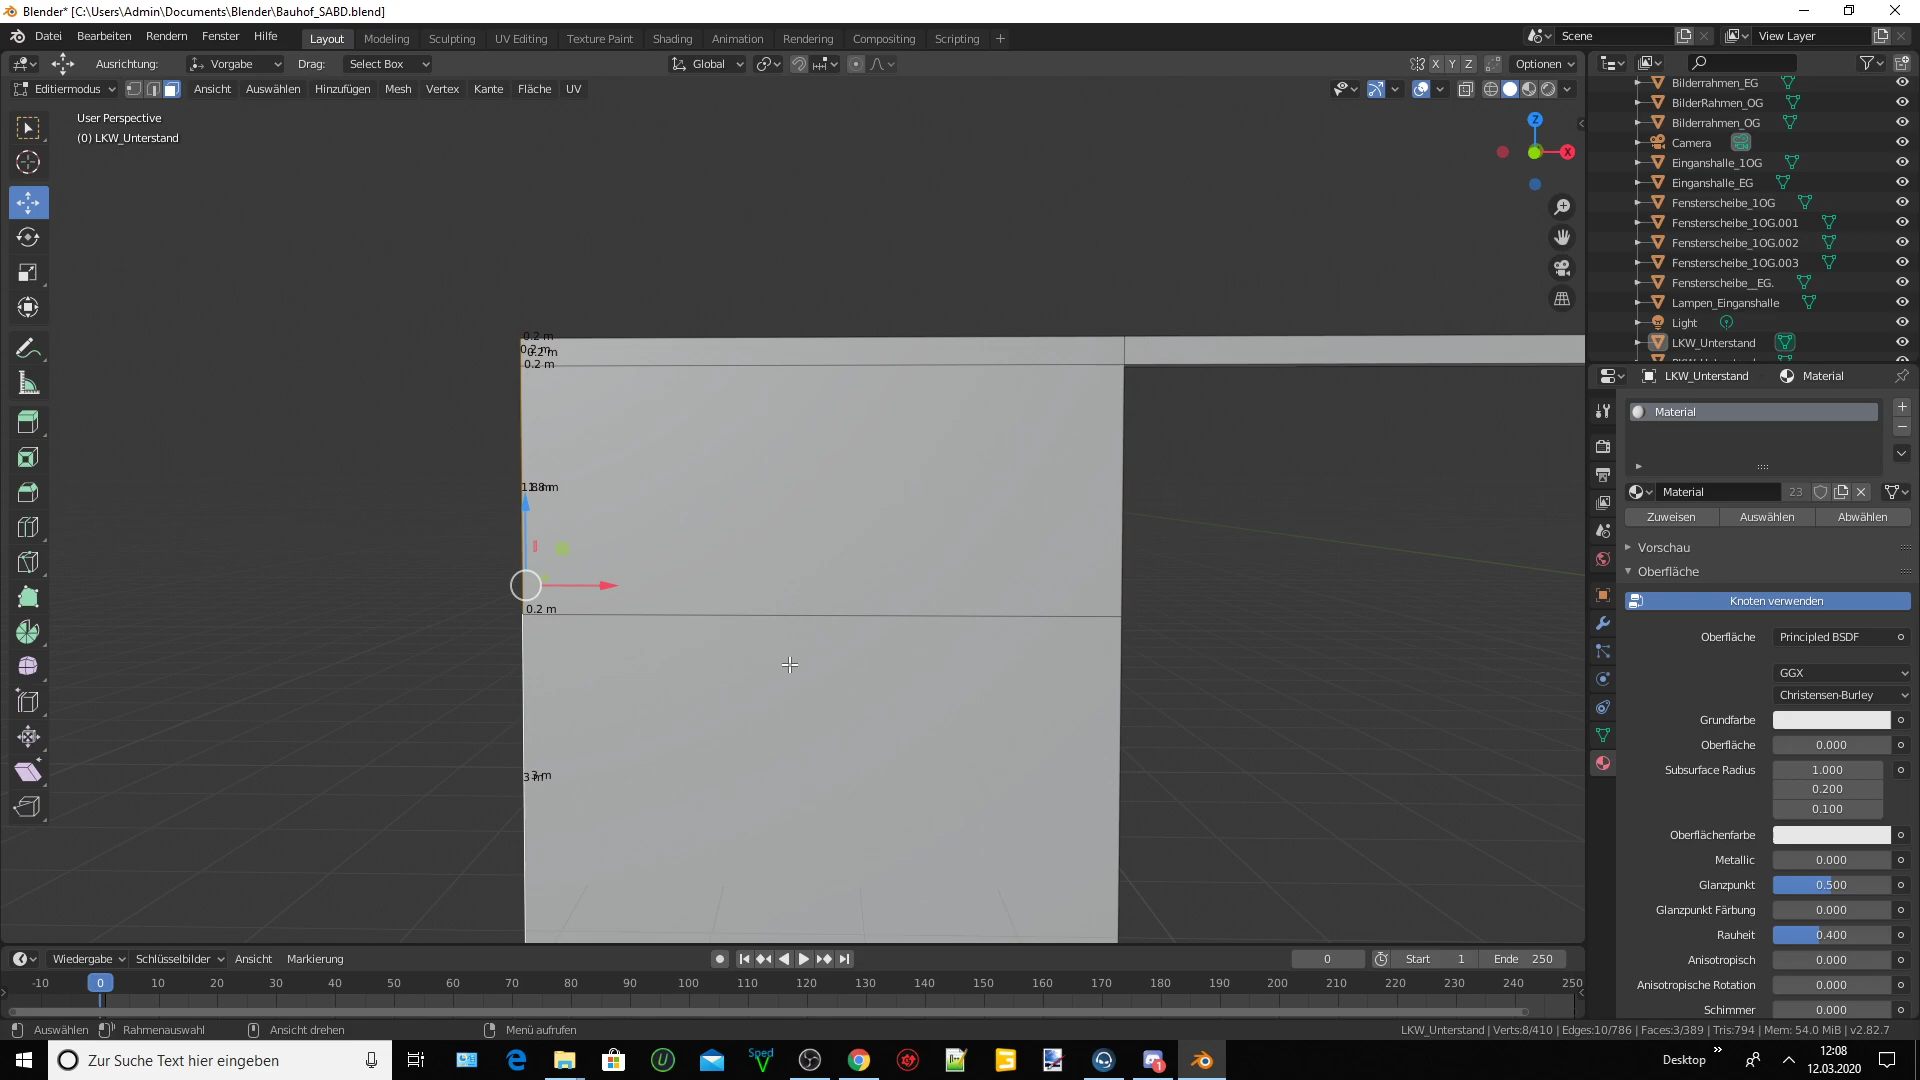 Blender* [C:\Users\Admin\Documents\Blender\Bauhof_SABD.blend]
Datei Bearbeiten Rendern Fenster Hilfe Layout Modeling Sculpting UV Editing Texture Paint Shading Animation Rendering Compositing Scripting + Scene View Layer
Ausrichtung: Vorgabe Drag: Select Box Global X Y Z Optionen
Editiermodus Ansicht Auswählen Hinzufügen Mesh Vertex Kante Fläche UV
User Perspective
(0) LKW_Unterstand
Z
X
0.2 m
0.2 m
0.2 m
0.2 m
0.2 m
3 m
3 m
Bilderrahmen_EG
BilderRahmen_OG
Bilderrahmen_OG
Camera
Einganshalle_1OG
Einganshalle_EG
Fensterscheibe_1OG
Fensterscheibe_1OG.001
Fensterscheibe_1OG.002
Fensterscheibe_1OG.003
Fensterscheibe__EG.
Lampen_Einganshalle
Light
LKW_Unterstand
LKW_Unterstand Material
Material
Material 23
Zuweisen Auswählen Abwählen
Vorschau
Oberfläche
Knoten verwenden
Oberfläche Principled BSDF
GGX
Christensen-Burley
Grundfarbe
Oberfläche 0.000
Subsurface Radius 1.000
0.200
0.100
Oberflächenfarbe
Metallic 0.000
Glanzpunkt 0.500
Glanzpunkt Färbung 0.000
Rauheit 0.400
Anisotropisch 0.000
Anisotropische Rotation 0.000
Schimmer 0.000
Wiedergabe Schlüsselbilder Ansicht Markierung 0 Start 1 Ende 250
-10 0 10 20 30 40 50 60 70 80 90 100 110 120 130 140 150 160 170 180 190 200 210 220 230 240 250
Auswählen Rahmenauswahl Ansicht drehen Menü aufrufen LKW_Unterstand | Verts:8/410 | Edges:10/786 | Faces:3/389 | Tris:794 | Mem: 54.0 MiB | v2.82.7
Zur Suche Text hier eingeben Sped V 1 Desktop » 12:08
12.03.2020